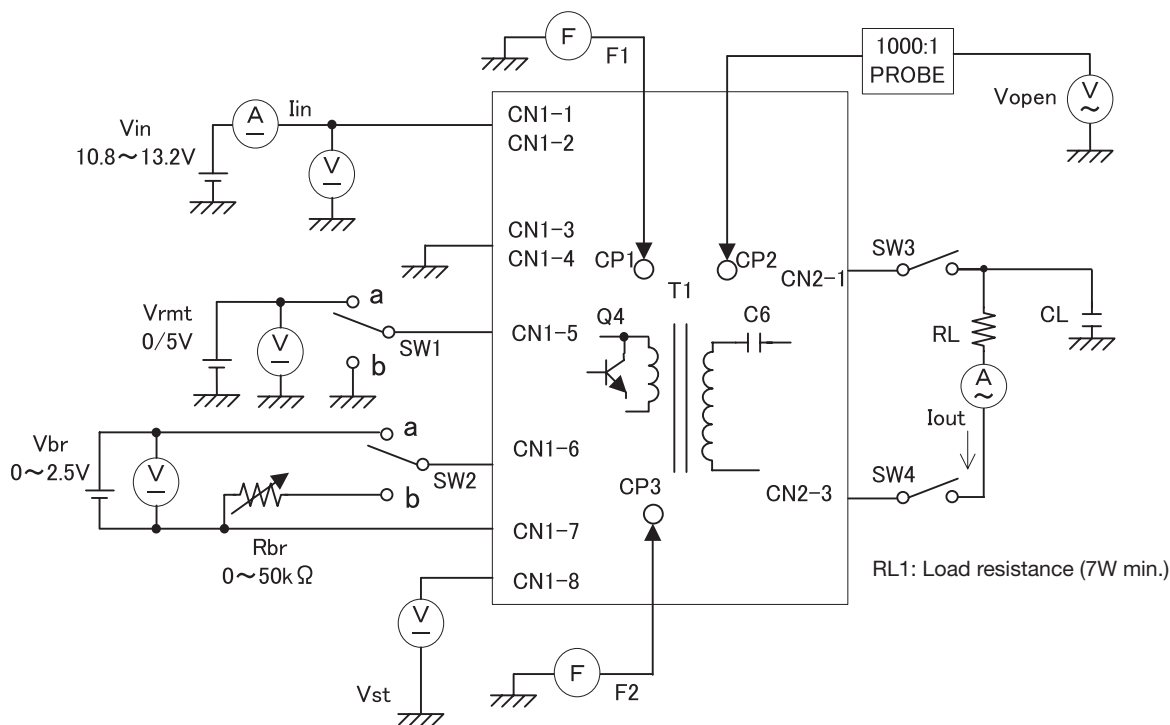 F
F1
1000:1
PROBE
Vopen
V
~
A
Iin
Vin
10.8～13.2V
V
CN1-1
CN1-2
CN1-3
CN1-4
CP1
CP2
CN2-1
SW3
T1
Vrmt
0/5V
V
a
b
SW1
CN1-5
Q4
C6
RL
CL
A
~
Iout
Vbr
0～2.5V
V
a
b
SW2
CN1-6
CP3
CN2-3
SW4
Rbr
0～50kΩ
CN1-7
CN1-8
RL1: Load resistance (7W min.)
V
Vst
F
F2